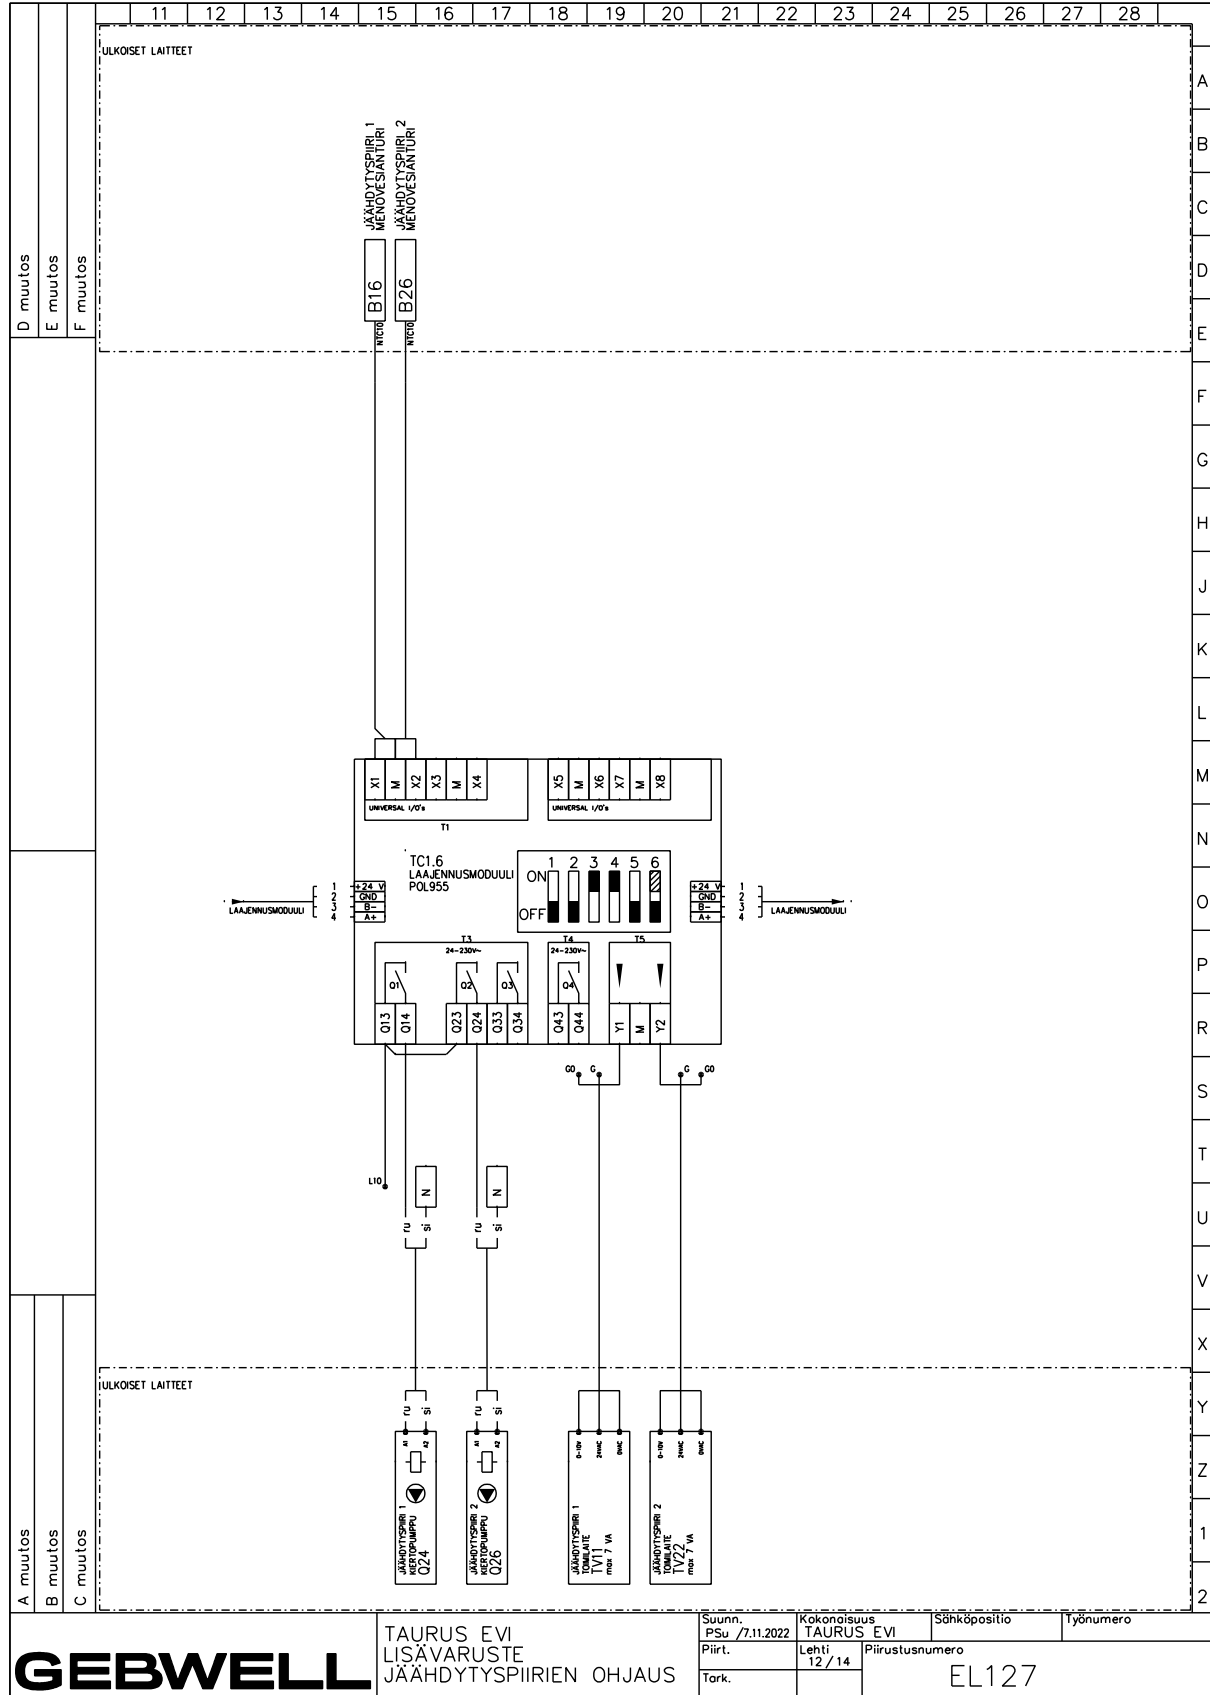 11 12 13 14 15 16 17 18 19 20 21 22 23 24 25 26 27 28
ULKOISET LAITTEET
A
B
C
D
E
F
G
H
J
K
L
M
N
O
P
R
S
T
U
V
X
Y
Z
1
2
D muutos
E muutos
F muutos
JÄÄHDYTYSPIIRI 1
MENOVESIANTURI
JÄÄHDYTYSPIIRI 2
MENOVESIANTURI
B16
B26
NTC10
NTC10
X1 M X2 X3 M X4
UNIVERSAL I/O's
T1
X5 M X6 X7 M X8
UNIVERSAL I/O's
TC1.6
LAAJENNUSMODUULI
POL955
1 2 3 4 5 6
ON
OFF
1 +24 V
2 GND
3 B-
4 A+
LAAJENNUSMODUULI
+24 V 1
GND 2
B- 3
A+ 4
LAAJENNUSMODUULI
T3
24-230V~
T4
24-230V~
T5
Q1 Q2 Q3 Q4
Q13 Q14 Q23 Q24 Q33 Q34 Q43 Q44 Y1 M Y2
G0 G G G0
L10
N N
ru si ru si
ULKOISET LAITTEET
ru si ru si
A1 A2 A1 A2
0-10V 24VAC 0VAC 0-10V 24VAC 0VAC
JÄÄHDYTYSPIIRI 1
KIERTOPUMPPU
Q24
JÄÄHDYTYSPIIRI 2
KIERTOPUMPPU
Q26
JÄÄHDYTYSPIIRI 1
TOIMILAITE
TV11
max 7 VA
JÄÄHDYTYSPIIRI 2
TOIMILAITE
TV22
max 7 VA
A muutos
B muutos
C muutos
GEBWELL
TAURUS EVI
LISÄVARUSTE
JÄÄHDYTYSPIIRIEN OHJAUS
Suunn.
PSu /7.11.2022
Kokonaisuus
TAURUS EVI
Sähköpositio
Työnumero
Piirt.
Lehti
12/14
Piirustusnumero
EL127
Tark.